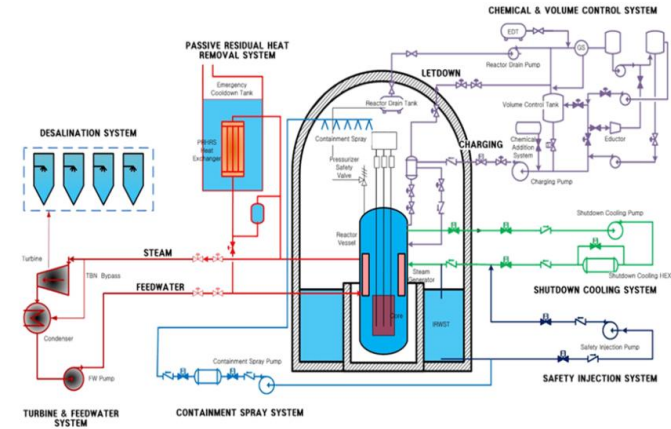 CHEMICAL & VOLUME CONTROL SYSTEM
EDT
GS
PASSIVE RESIDUAL HEAT
REMOVAL SYSTEM
Reactor Drain Pump
LETDOWN
Emergency
Cooldown Tank
Reactor Drain Tank
Volume Control Tank
DESALINATION SYSTEM
PRHRS
Heat
Exchanger
Containment Spray
Chemical
Addition
System
Eductor
CHARGING
Pressurizer
Safety
Valve
Charging Pump
Shutdown Cooling Pump
Reactor
Vessel
Turbine
STEAM
TBN Bypass
Steam
Generator
Shutdown Cooling HEX
FEEDWATER
SHUTDOWN COOLING SYSTEM
Core
IRWST
Condenser
Safety Injection Pump
Containment Spray Pump
FW Pump
SAFETY INJECTION SYSTEM
TURBINE & FEEDWATER
SYSTEM
CONTAINMENT SPRAY SYSTEM